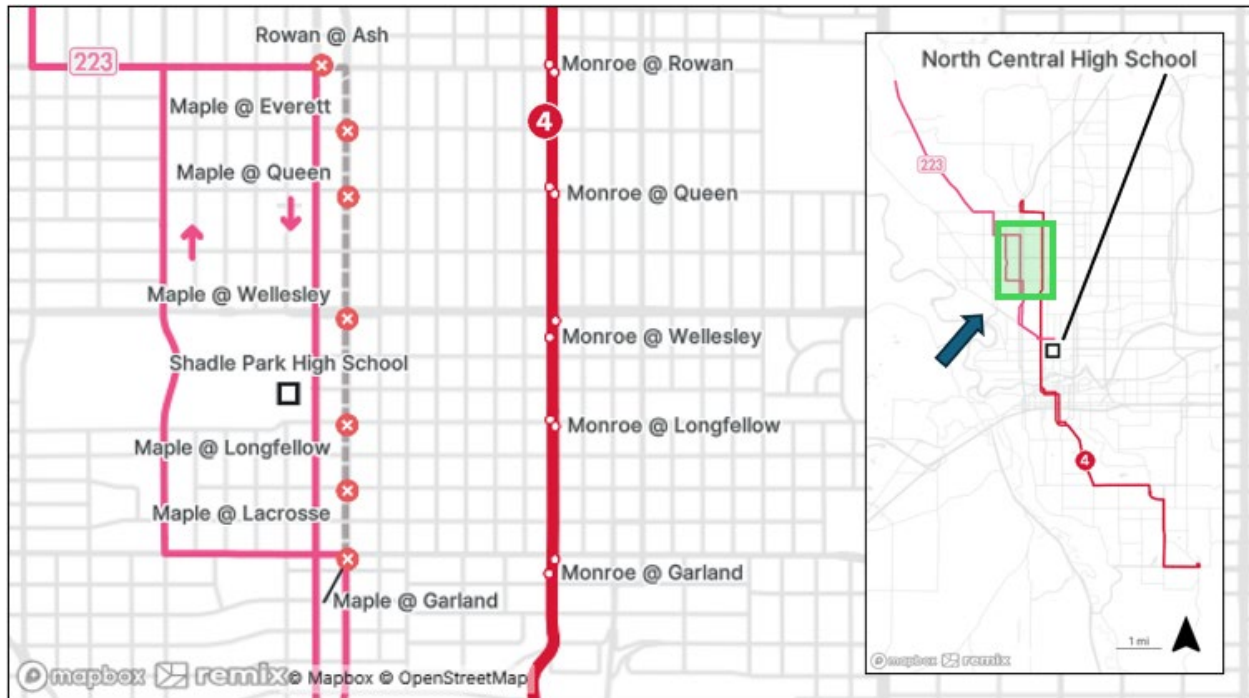 Rowan @ Ash
223
Maple @ Everett
Maple @ Queen
Maple @ Wellesley
Shadle Park High School
Maple @ Longfellow
Maple @ Lacrosse
Maple @ Garland
4
Monroe @ Rowan
Monroe @ Queen
Monroe @ Wellesley
Monroe @ Longfellow
Monroe @ Garland
mapbox remix © Mapbox © OpenStreetMap
North Central High School
223
4
1 mi
mapbox remix